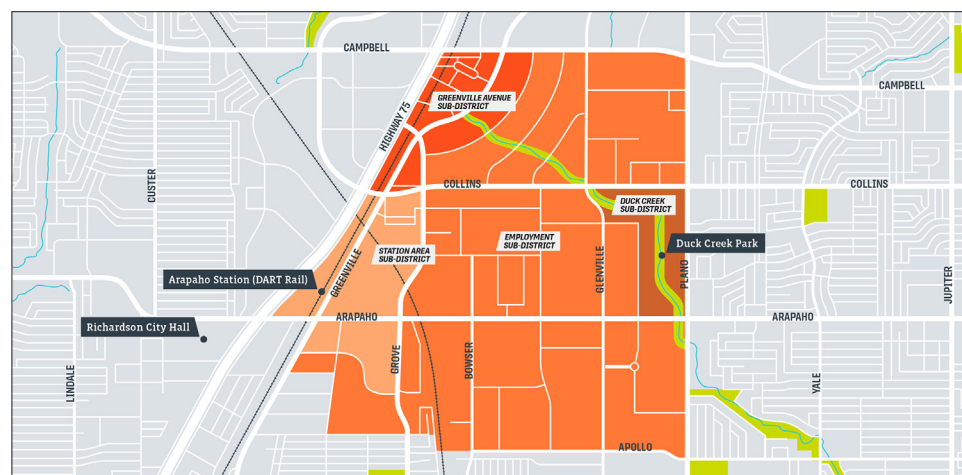 CAMPBELL
CAMPBELL
GREENVILLE AVENUE
SUB-DISTRICT
HIGHWAY 75
CUSTER
COLLINS
COLLINS
DUCK CREEK
SUB-DISTRICT
EMPLOYMENT
SUB-DISTRICT
STATION AREA
SUB-DISTRICT
Duck Creek Park
GREENVILLE
GLENVILLE
PLANO
JUPITER
Arapaho Station (DART Rail)
ARAPAHO
ARAPAHO
Richardson City Hall
LINDALE
GROVE
BOWSER
YALE
APOLLO